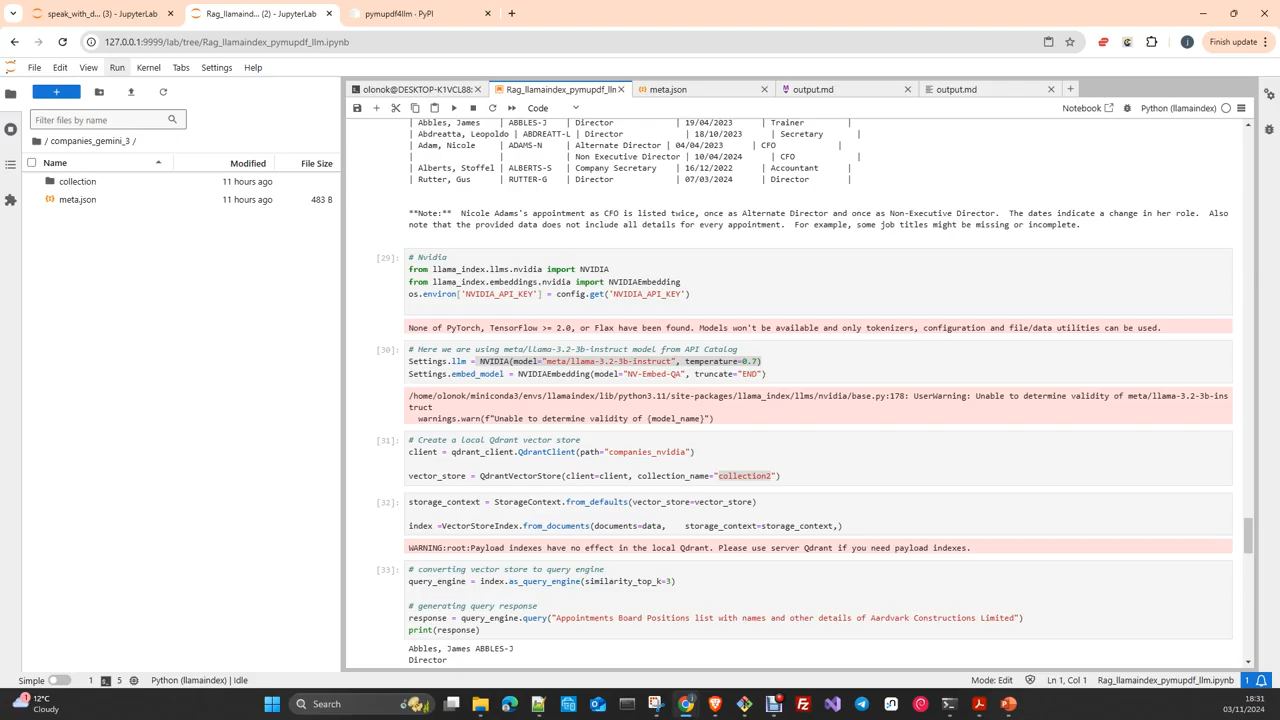 speak_with_d... (3) - JupyterLab
Rag_llamaind... (2) - JupyterLab
pymupdf4llm · PyPI
127.0.0.1:9999/lab/tree/Rag_llamaindex_pymupdf_llm.ipynb
Finish update
File Edit View Run Kernel Tabs Settings Help
olonok@DESKTOP-K1VCL88:
Rag_llamaindex_pymupdf_lln
meta.json
output.md
output.md
Code
Notebook
Python (llamaindex)
Filter files by name
/ companies_gemini_3 /
Name Modified File Size
collection 11 hours ago
meta.json 11 hours ago 483 B
| Abbles, James | ABBLES-J | Director | 19/04/2023 | Trainer |
| Abdreatta, Leopoldo | ABDREATT-L | Director | 18/10/2023 | Secretary |
| Adam, Nicole | ADAMS-N | Alternate Director | 04/04/2023 | CFO |
| | | Non Executive Director | 10/04/2024 | CFO |
| Alberts, Stoffel | ALBERTS-S | Company Secretary | 16/12/2022 | Accountant |
| Rutter, Gus | RUTTER-G | Director | 07/03/2024 | Director |
**Note:** Nicole Adams's appointment as CFO is listed twice, once as Alternate Director and once as Non-Executive Director. The dates indicate a change in her role. Also
note that the provided data does not include all details for every appointment. For example, some job titles might be missing or incomplete.
[29]: # Nvidia
from llama_index.llms.nvidia import NVIDIA
from llama_index.embeddings.nvidia import NVIDIAEmbedding
os.environ['NVIDIA_API_KEY'] = config.get('NVIDIA_API_KEY')
None of PyTorch, TensorFlow >= 2.0, or Flax have been found. Models won't be available and only tokenizers, configuration and file/data utilities can be used.
[30]: # Here we are using meta/llama-3.2-3b-instruct model from API Catalog
Settings.llm = NVIDIA(model="meta/llama-3.2-3b-instruct", temperature=0.7)
Settings.embed_model = NVIDIAEmbedding(model="NV-Embed-QA", truncate="END")
/home/olonok/miniconda3/envs/llamaindex/lib/python3.11/site-packages/llama_index/llms/nvidia/base.py:178: UserWarning: Unable to determine validity of meta/llama-3.2-3b-ins
truct
warnings.warn(f"Unable to determine validity of {model_name}")
[31]: # Create a local Qdrant vector store
client = qdrant_client.QdrantClient(path="companies_nvidia")
vector_store = QdrantVectorStore(client=client, collection_name="collection2")
[32]: storage_context = StorageContext.from_defaults(vector_store=vector_store)
index =VectorStoreIndex.from_documents(documents=data, storage_context=storage_context,)
WARNING:root:Payload indexes have no effect in the local Qdrant. Please use server Qdrant if you need payload indexes.
[33]: # converting vector store to query engine
query_engine = index.as_query_engine(similarity_top_k=3)
# generating query response
response = query_engine.query("Appointments Board Positions list with names and other details of Aardvark Constructions Limited")
print(response)
Abbles, James ABBLES-J
Director
Simple 1 5 Python (llamaindex) | Idle Mode: Edit Ln 1, Col 1 Rag_llamaindex_pymupdf_llm.ipynb 1
12°C
Cloudy
Search
18:31
03/11/2024